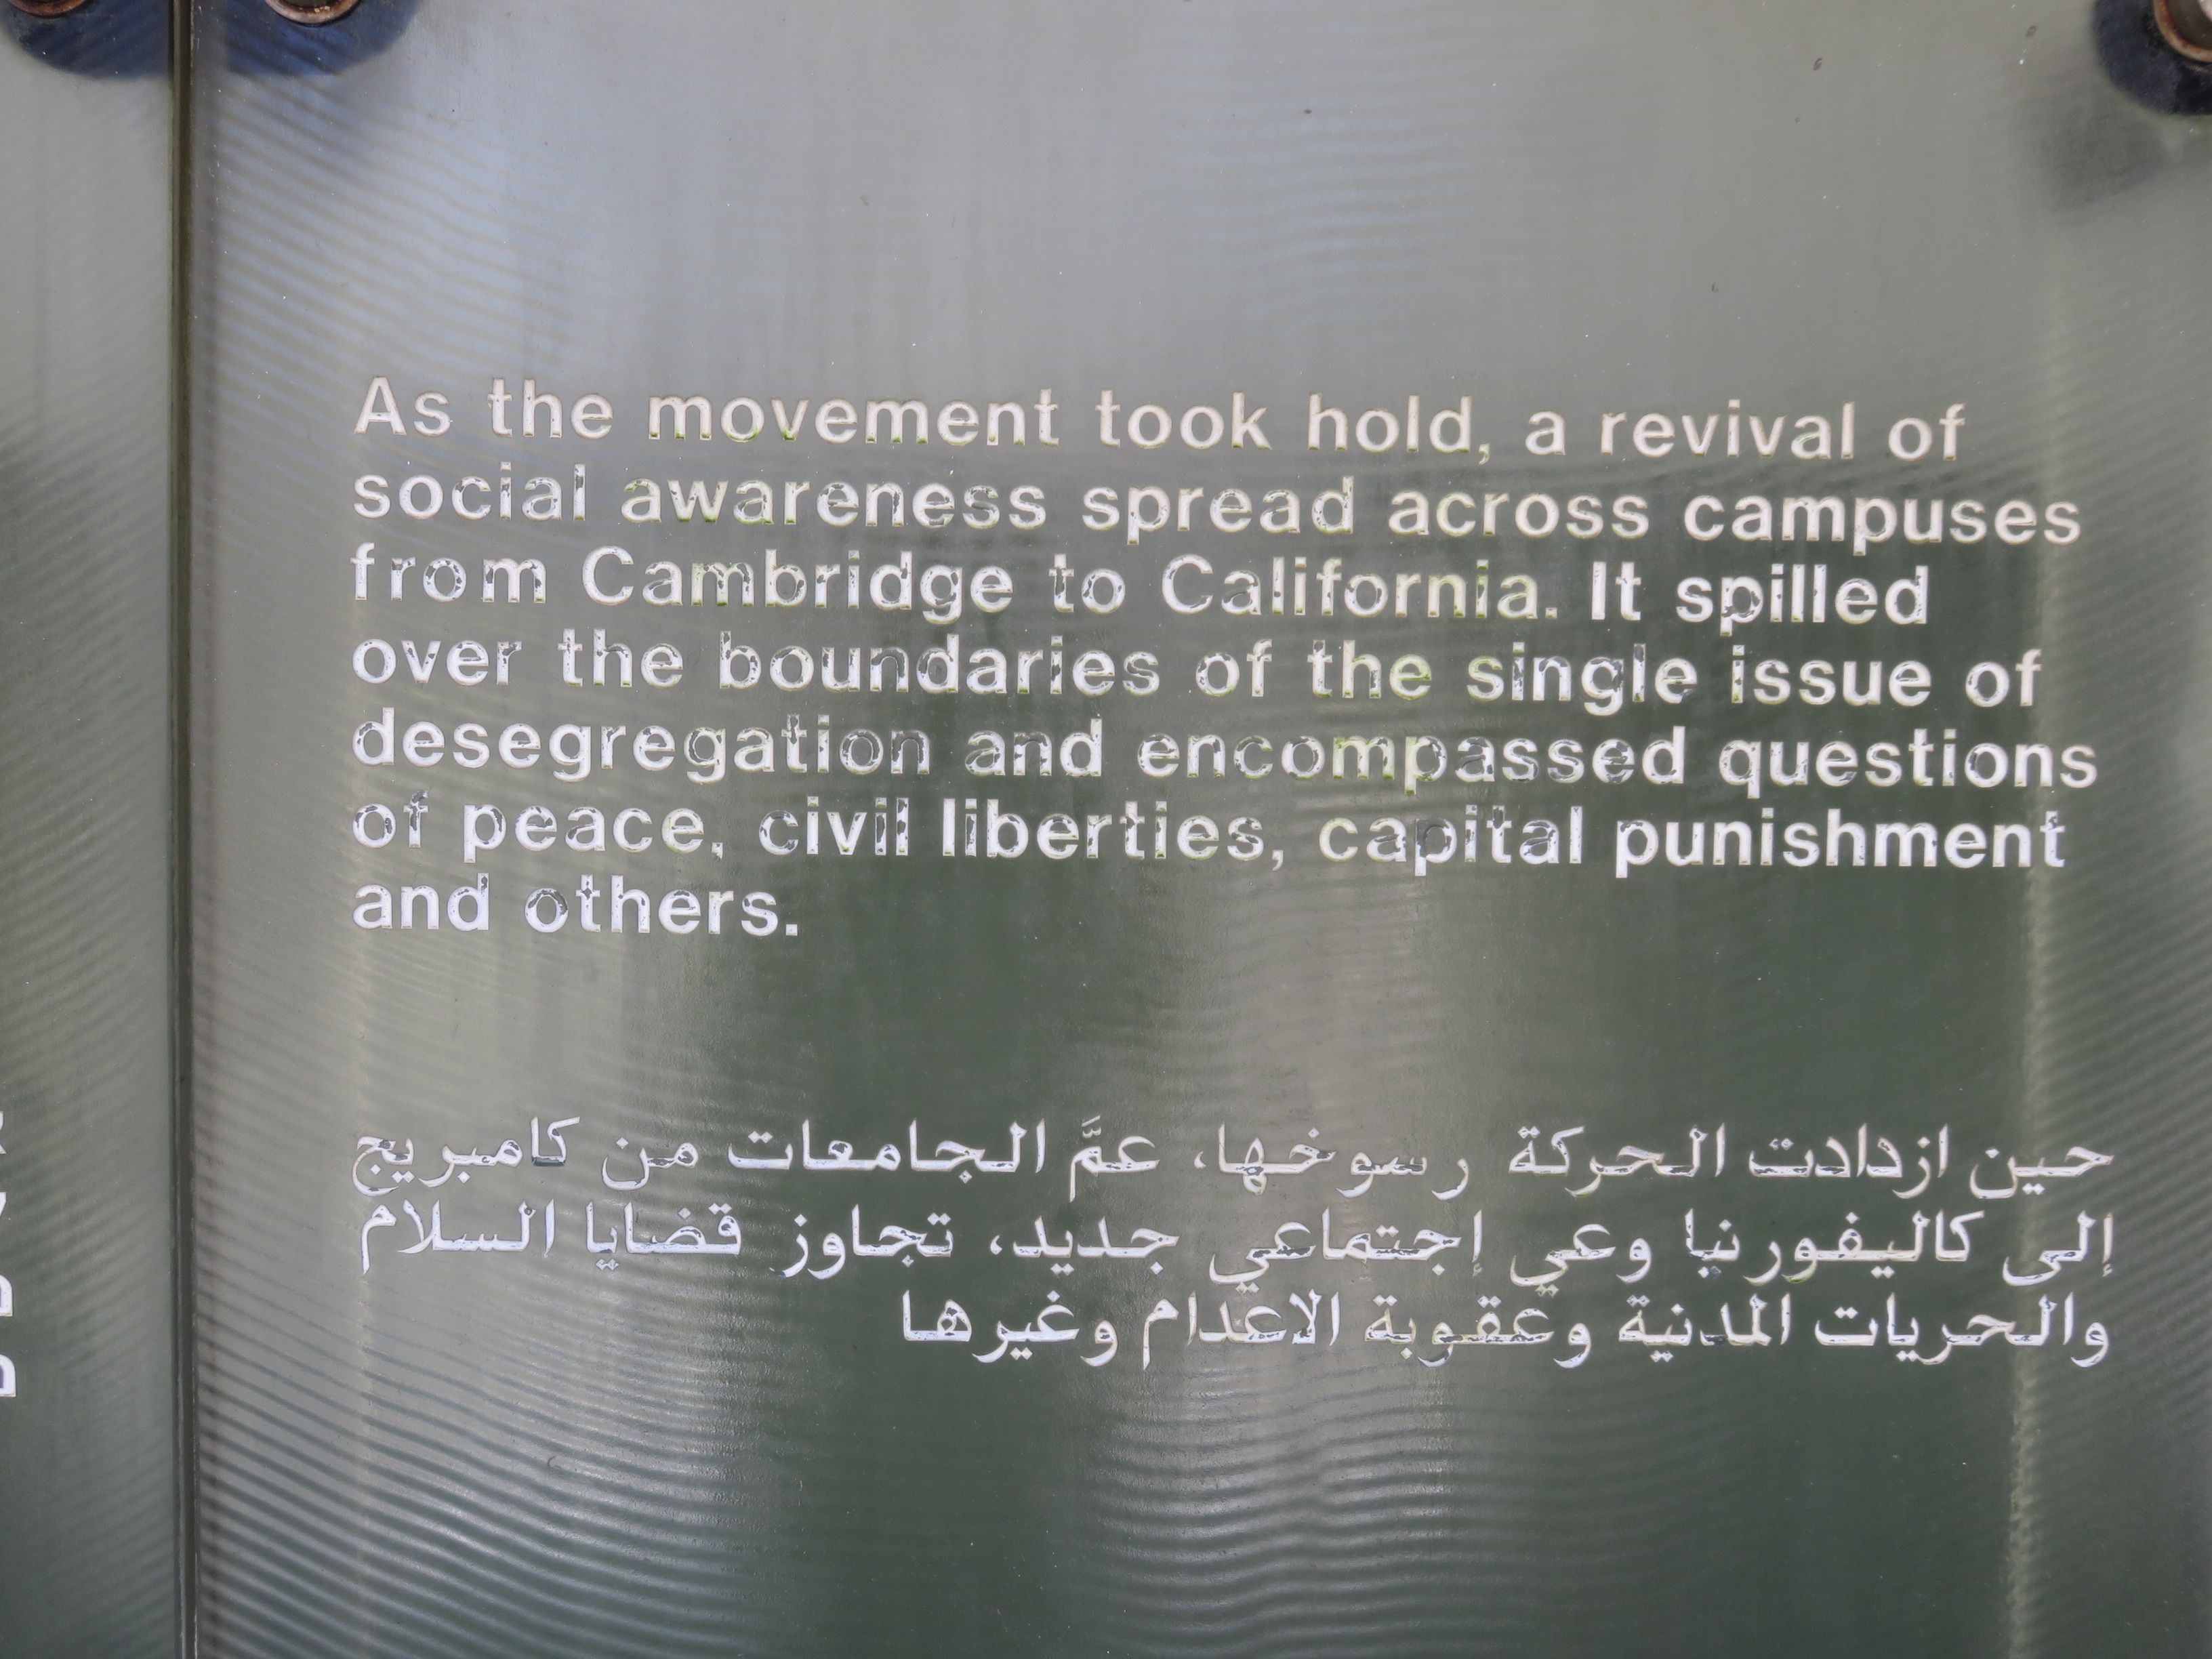 As the movement took hold, a revival of
social awareness spread across campuses
from Cambridge to California. It spilled
over the boundaries of the single issue of
desegregation and encompassed questions
of peace, civil liberties, capital punishment
and others.
حين ازدادت الحركة رسوخها، عمَّ الجامعات من كامبريج
إلى كاليفورنيا وعي إجتماعي جديد، تجاوز قضايا السلام
والحريات المدنية وعقوبة الاعدام وغيرها